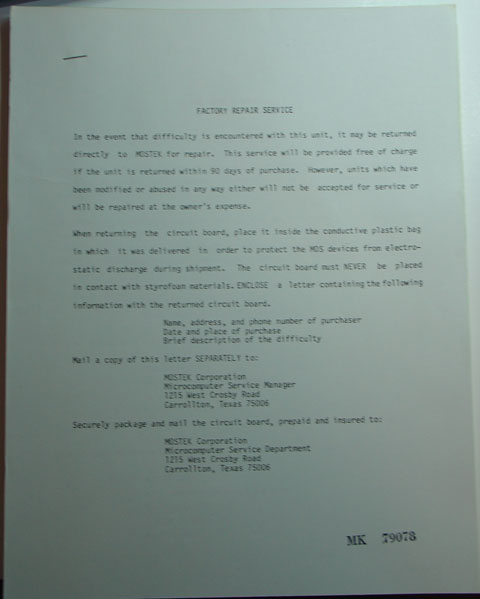 FACTORY REPAIR SERVICE
In the event that difficulty is encountered with this unit, it may be returned
directly to MOSTEK for repair. This service will be provided free of charge
if the unit is returned within 90 days of purchase. However, units which have
been modified or abused in any way either will not be accepted for service or
will be repaired at the owner's expense.
When returning the circuit board, place it inside the conductive plastic bag
in which it was delivered in order to protect the MOS devices from electro-
static discharge during shipment. The circuit board must NEVER be placed
in contact with styrofoam materials. ENCLOSE a letter containing the following
information with the returned circuit board.
Name, address, and phone number of purchaser
Date and place of purchase
Brief description of the difficulty
Mail a copy of this letter SEPARATELY to:
MOSTEK Corporation
Microcomputer Service Manager
1215 West Crosby Road
Carrollton, Texas 75006
Securely package and mail the circuit board, prepaid and insured to:
MOSTEK Corporation
Microcomputer Service Department
1215 West Crosby Road
Carrollton, Texas 75006
MK 79078